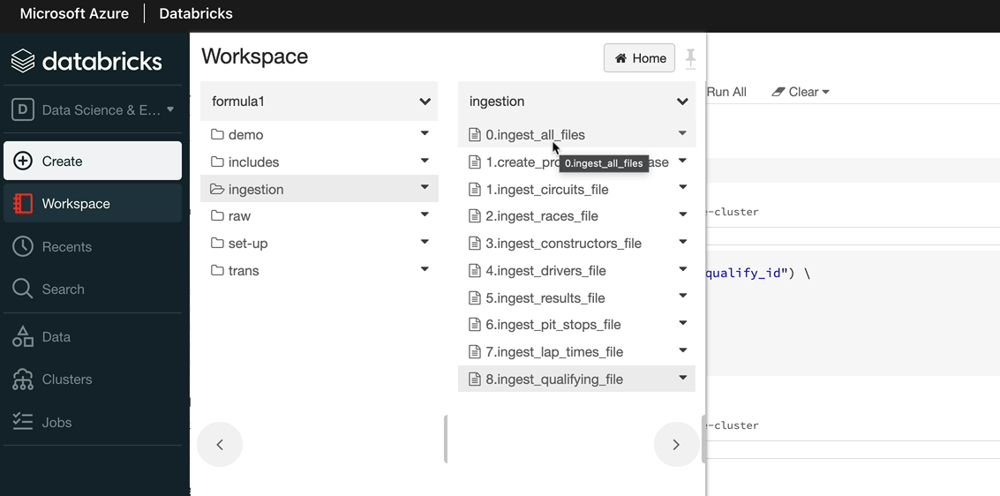 Microsoft Azure | Databricks
databricks
D Data Science & E...
Create
Workspace
Recents
Search
Data
Clusters
Jobs
Workspace
Home
formula1
demo
includes
ingestion
raw
set-up
trans
ingestion
0.ingest_all_files
1.create_pro ase
0.ingest_all_files
1.ingest_circuits_file
2.ingest_races_file
3.ingest_constructors_file
4.ingest_drivers_file
5.ingest_results_file
6.ingest_pit_stops_file
7.ingest_lap_times_file
8.ingest_qualifying_file
Run All Clear
-cluster
qualify_id") \
-cluster